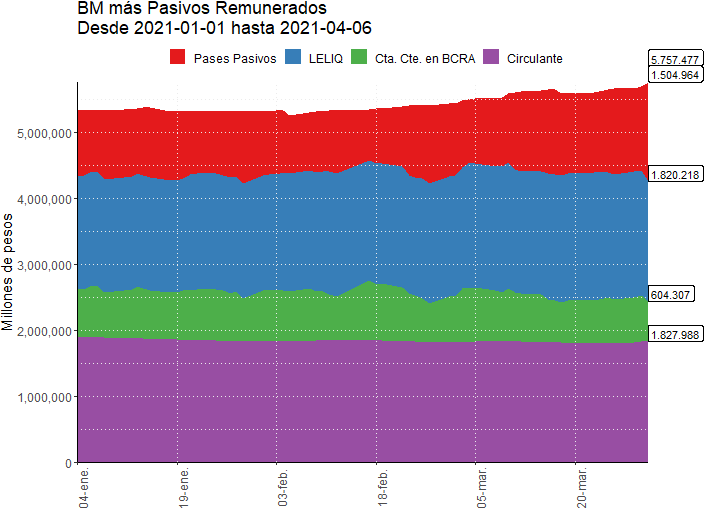 BM más Pasivos Remunerados
Desde 2021-01-01 hasta 2021-04-06
Pases Pasivos LELIQ Cta. Cte. en BCRA Circulante
5.757.477
1.504.964
5,000,000
1.820.218
4,000,000
3,000,000
604.307
2,000,000
1.827.988
1,000,000
0
Millones de pesos
04-ene.
19-ene.
03-feb.
18-feb.
05-mar.
20-mar.